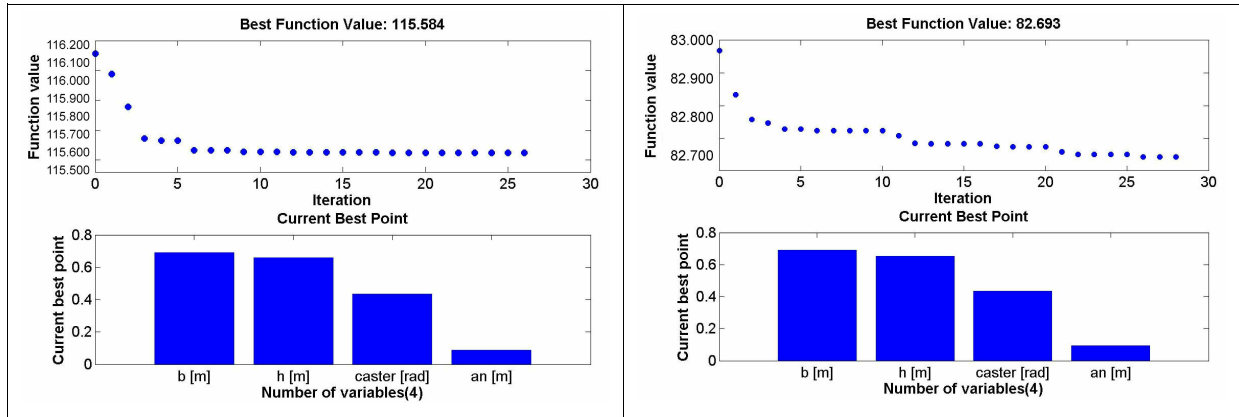 Best Function Value: 115.584
Function value
116.200
116.100
116.000
115.900
115.800
115.700
115.600
115.500
0 5 10 15 20 25 30
Iteration
Current Best Point
Current best point
0.8
0.6
0.4
0.2
0
b [m] h [m] caster [rad] an [m]
Number of variables(4)
Best Function Value: 82.693
Function value
83.000
82.900
82.800
82.700
0 5 10 15 20 25 30
Iteration
Current Best Point
Current best point
0.8
0.6
0.4
0.2
0
b [m] h [m] caster [rad] an [m]
Number of variables(4)